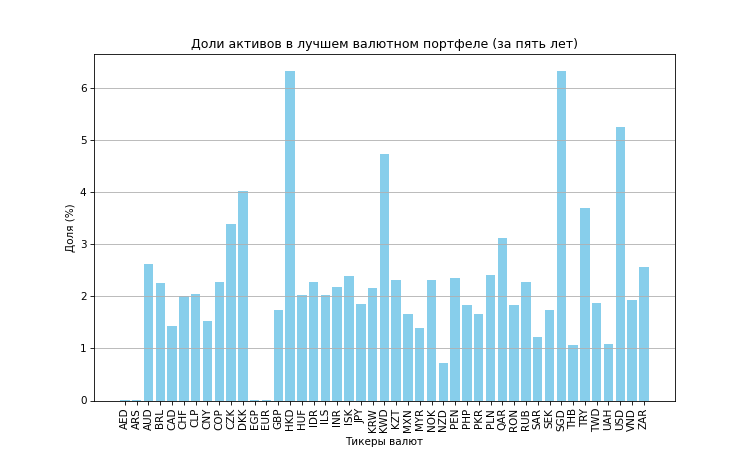 Доли активов в лучшем валютном портфеле (за пять лет)
Доля (%)
6
5
4
3
2
1
0
AED ARS AUD BRL CAD CHF CLP CNY COP CZK DKK EGP EUR GBP HKD HUF IDR ILS INR ISK JPY KRW KWD KZT MXN MYR NOK NZD PEN PHP PKR PLN QAR RON RUB SAR SEK SGD THB TRY TWD UAH USD VND ZAR
Тикеры валют